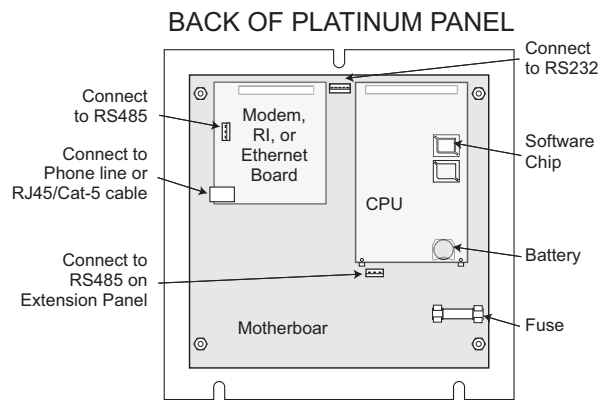 BACK OF PLATINUM PANEL
Connect
to RS232
Connect
to RS485
Modem,
RI, or
Ethernet
Board
Software
Chip
Connect to
Phone line or
RJ45/Cat-5 cable
CPU
Connect to
RS485 on
Extension Panel
Battery
Motherboar
Fuse